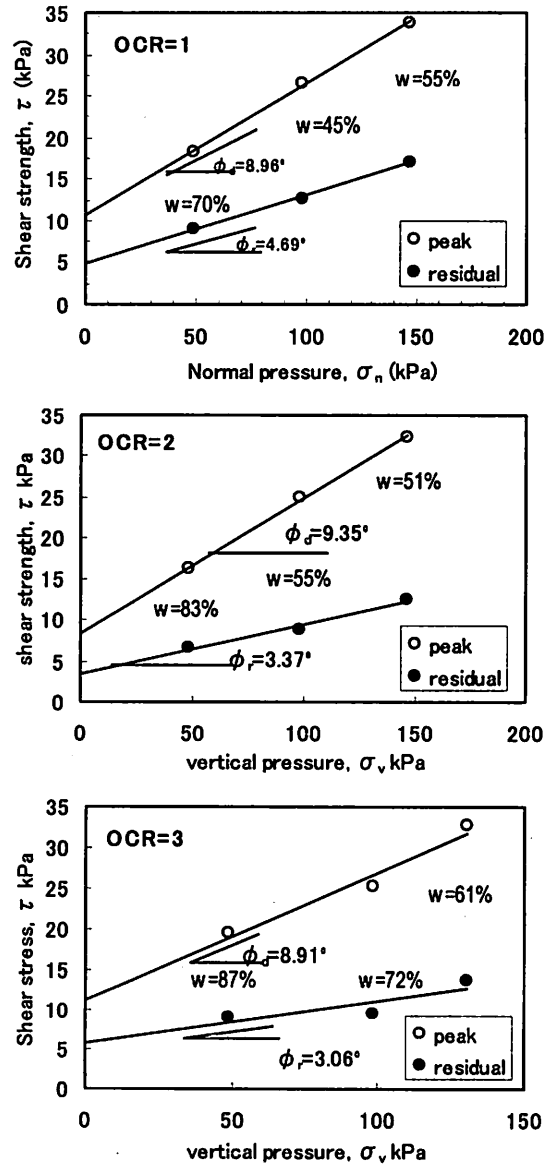 35
OCR=1
30
w=55%
25
w=45%
20
ϕd=8.96°
15
w=70%
10
peak
ϕr=4.69°
5
residual
0
0 50 100 150 200
Shear strength, τ (kPa)
Normal pressure, σn (kPa)
35
OCR=2
30
w=51%
25
ϕd=9.35°
20
w=55%
15
w=83%
10
peak
5
ϕr=3.37°
residual
0
0 50 100 150 200
shear strength, τ kPa
vertical pressure, σv kPa
35
OCR=3
30
w=61%
25
20
ϕd=8.91°
15
w=87% w=72%
10
peak
5
ϕr=3.06°
residual
0
0 50 100 150
Shear stress, τ kPa
vertical pressure, σv kPa